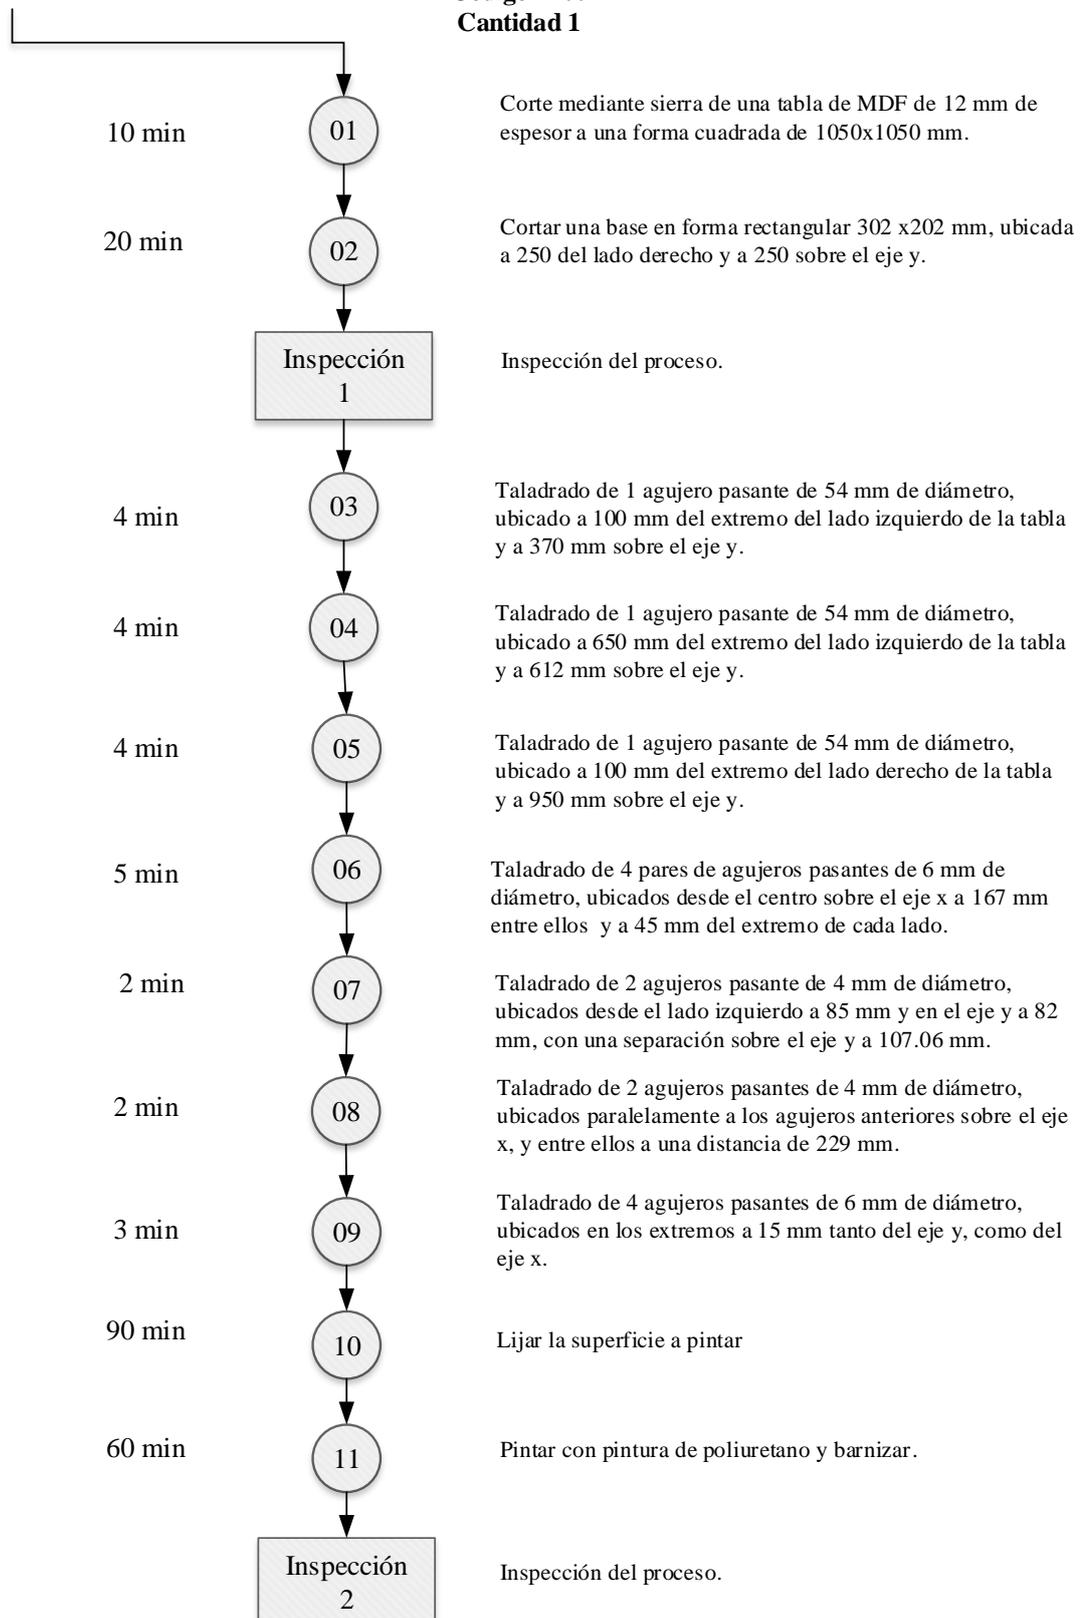 Cantidad 1
10 min
01
Corte mediante sierra de una tabla de MDF de 12 mm de
espesor a una forma cuadrada de 1050x1050 mm.
20 min
02
Cortar una base en forma rectangular 302 x202 mm, ubicada
a 250 del lado derecho y a 250 sobre el eje y.
Inspección
1
Inspección del proceso.
4 min
03
Taladrado de 1 agujero pasante de 54 mm de diámetro,
ubicado a 100 mm del extremo del lado izquierdo de la tabla
y a 370 mm sobre el eje y.
4 min
04
Taladrado de 1 agujero pasante de 54 mm de diámetro,
ubicado a 650 mm del extremo del lado izquierdo de la tabla
y a 612 mm sobre el eje y.
4 min
05
Taladrado de 1 agujero pasante de 54 mm de diámetro,
ubicado a 100 mm del extremo del lado derecho de la tabla
y a 950 mm sobre el eje y.
5 min
06
Taladrado de 4 pares de agujeros pasantes de 6 mm de
diámetro, ubicados desde el centro sobre el eje x a 167 mm
entre ellos y a 45 mm del extremo de cada lado.
2 min
07
Taladrado de 2 agujeros pasante de 4 mm de diámetro,
ubicados desde el lado izquierdo a 85 mm y en el eje y a 82
mm, con una separación sobre el eje y a 107.06 mm.
2 min
08
Taladrado de 2 agujeros pasantes de 4 mm de diámetro,
ubicados paralelamente a los agujeros anteriores sobre el eje
x, y entre ellos a una distancia de 229 mm.
3 min
09
Taladrado de 4 agujeros pasantes de 6 mm de diámetro,
ubicados en los extremos a 15 mm tanto del eje y, como del
eje x.
90 min
10
Lijar la superficie a pintar
60 min
11
Pintar con pintura de poliuretano y barnizar.
Inspección
2
Inspección del proceso.